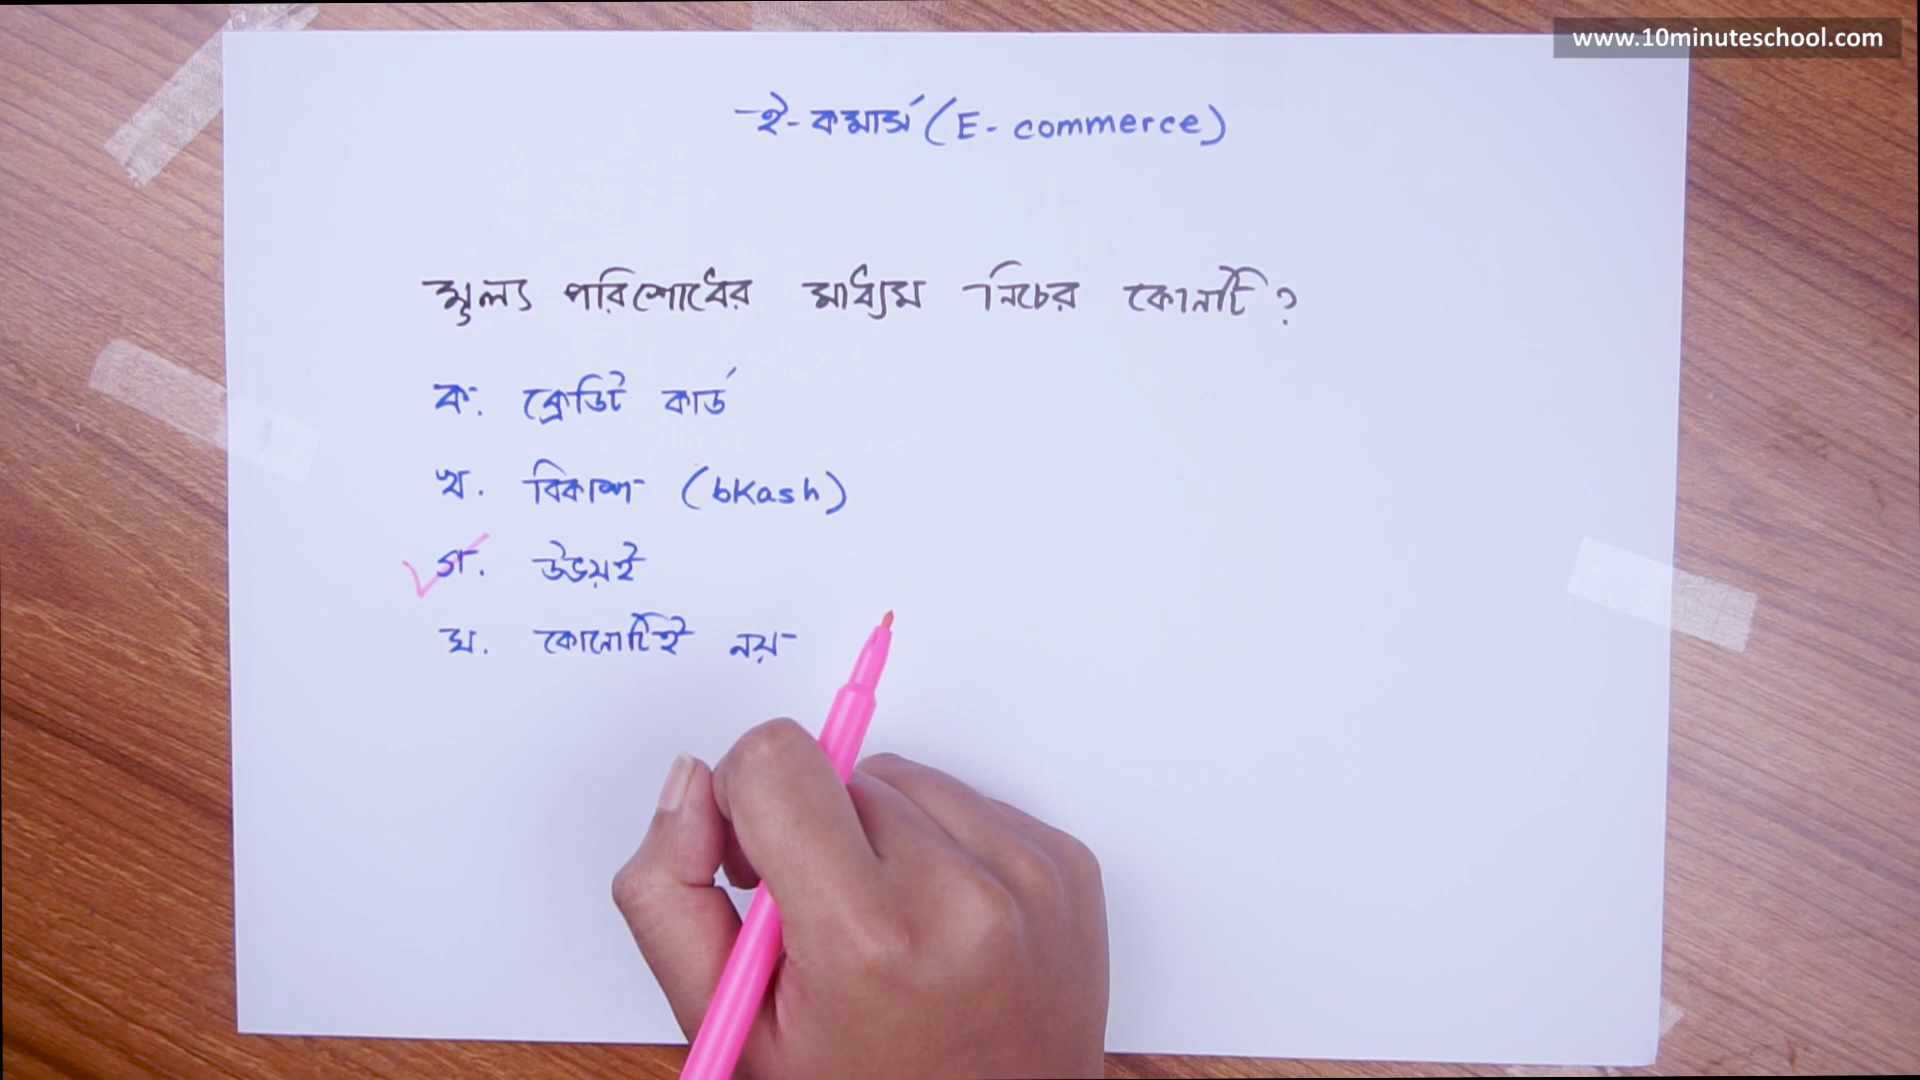 www.10minuteschool.com
ই-কমার্স (E-commerce)
মূল্য পরিশোধের মাধ্যম নিচের কোনটি?
ক. ক্রেডিট কার্ড
খ. বিকাশ (bKash)
গ. উভয়ই
ঘ. কোনোটিই নয়